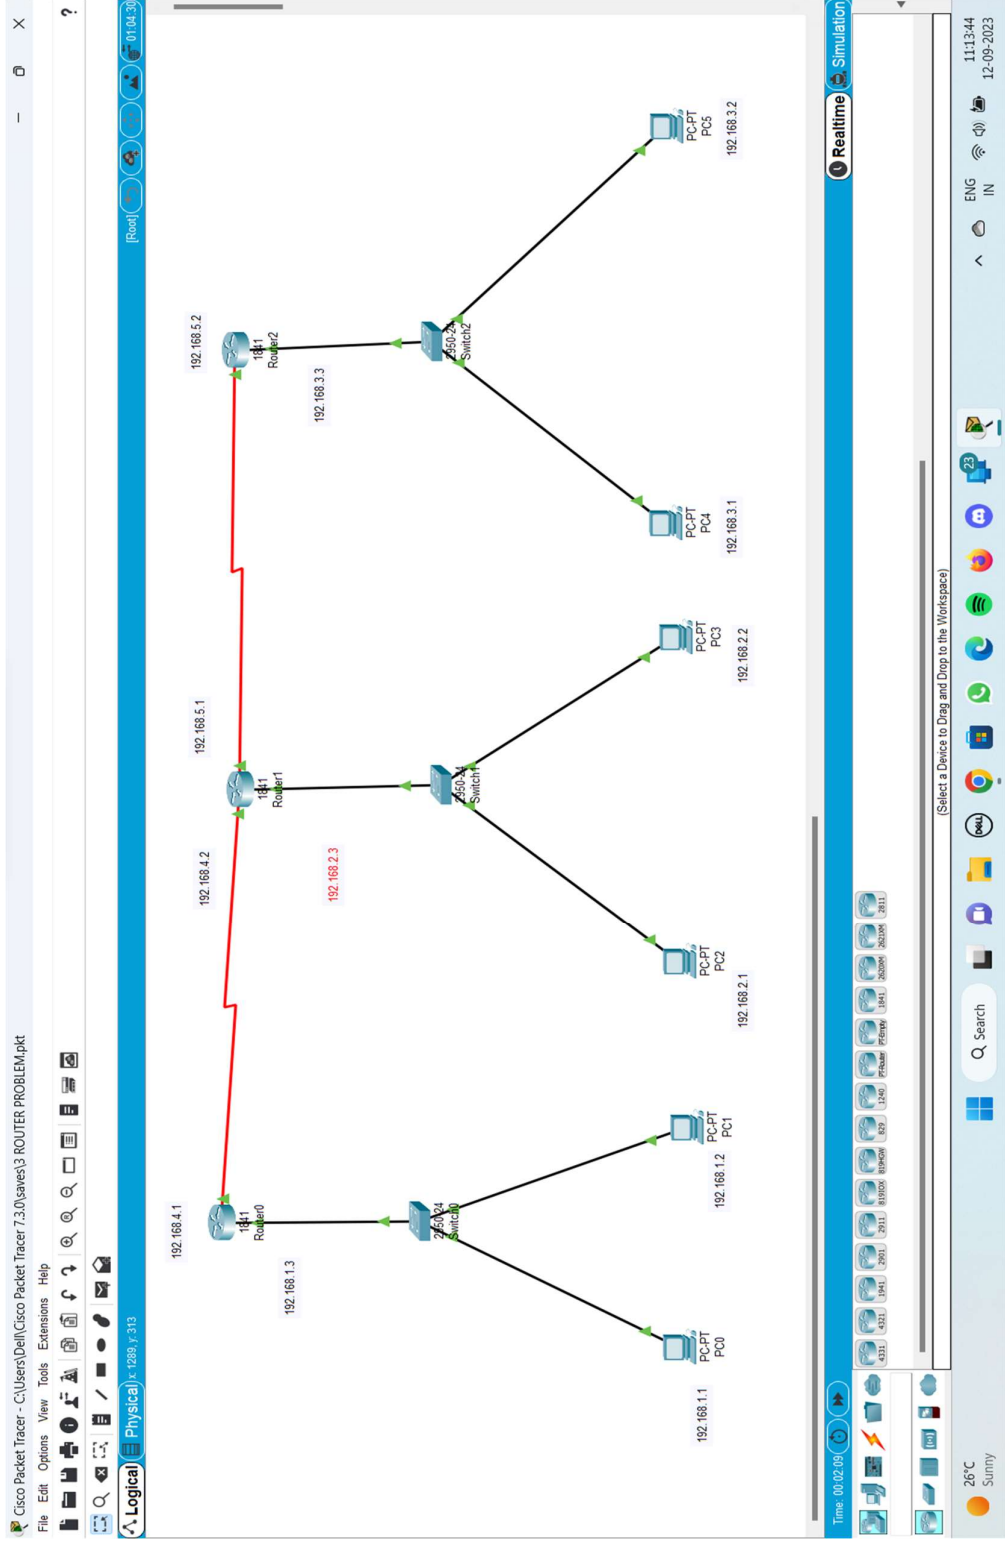 Cisco Packet Tracer - C:\Users\Dell\Cisco Packet Tracer 7.3.0\saves\3 ROUTER PROBLEM.pkt
File Edit Options View Tools Extensions Help
?
Logical Physical x: 1289, y: 313
[Root]
01:04:30
192.168.4.1
192.168.4.2
192.168.5.1
192.168.5.2
1841
Router0
1841
Router1
1841
Router2
192.168.1.3
192.168.2.3
192.168.3.3
2950-24
Switch0
2950-24
Switch1
2950-24
Switch2
PC-PT
PC0
PC-PT
PC1
PC-PT
PC2
PC-PT
PC3
PC-PT
PC4
PC-PT
PC5
192.168.1.1
192.168.1.2
192.168.2.1
192.168.2.2
192.168.3.1
192.168.3.2
Time: 00:02:09
Realtime
Simulation
4331 4321 1941 2901 2911 819IOX 819HGW 829 1240 PT-Router PT-Empty 1841 2620XM 2621XM 2811
(Select a Device to Drag and Drop to the Workspace)
26°C
Sunny
Search
DELL
23
ENG
IN
11:13:44
12-09-2023